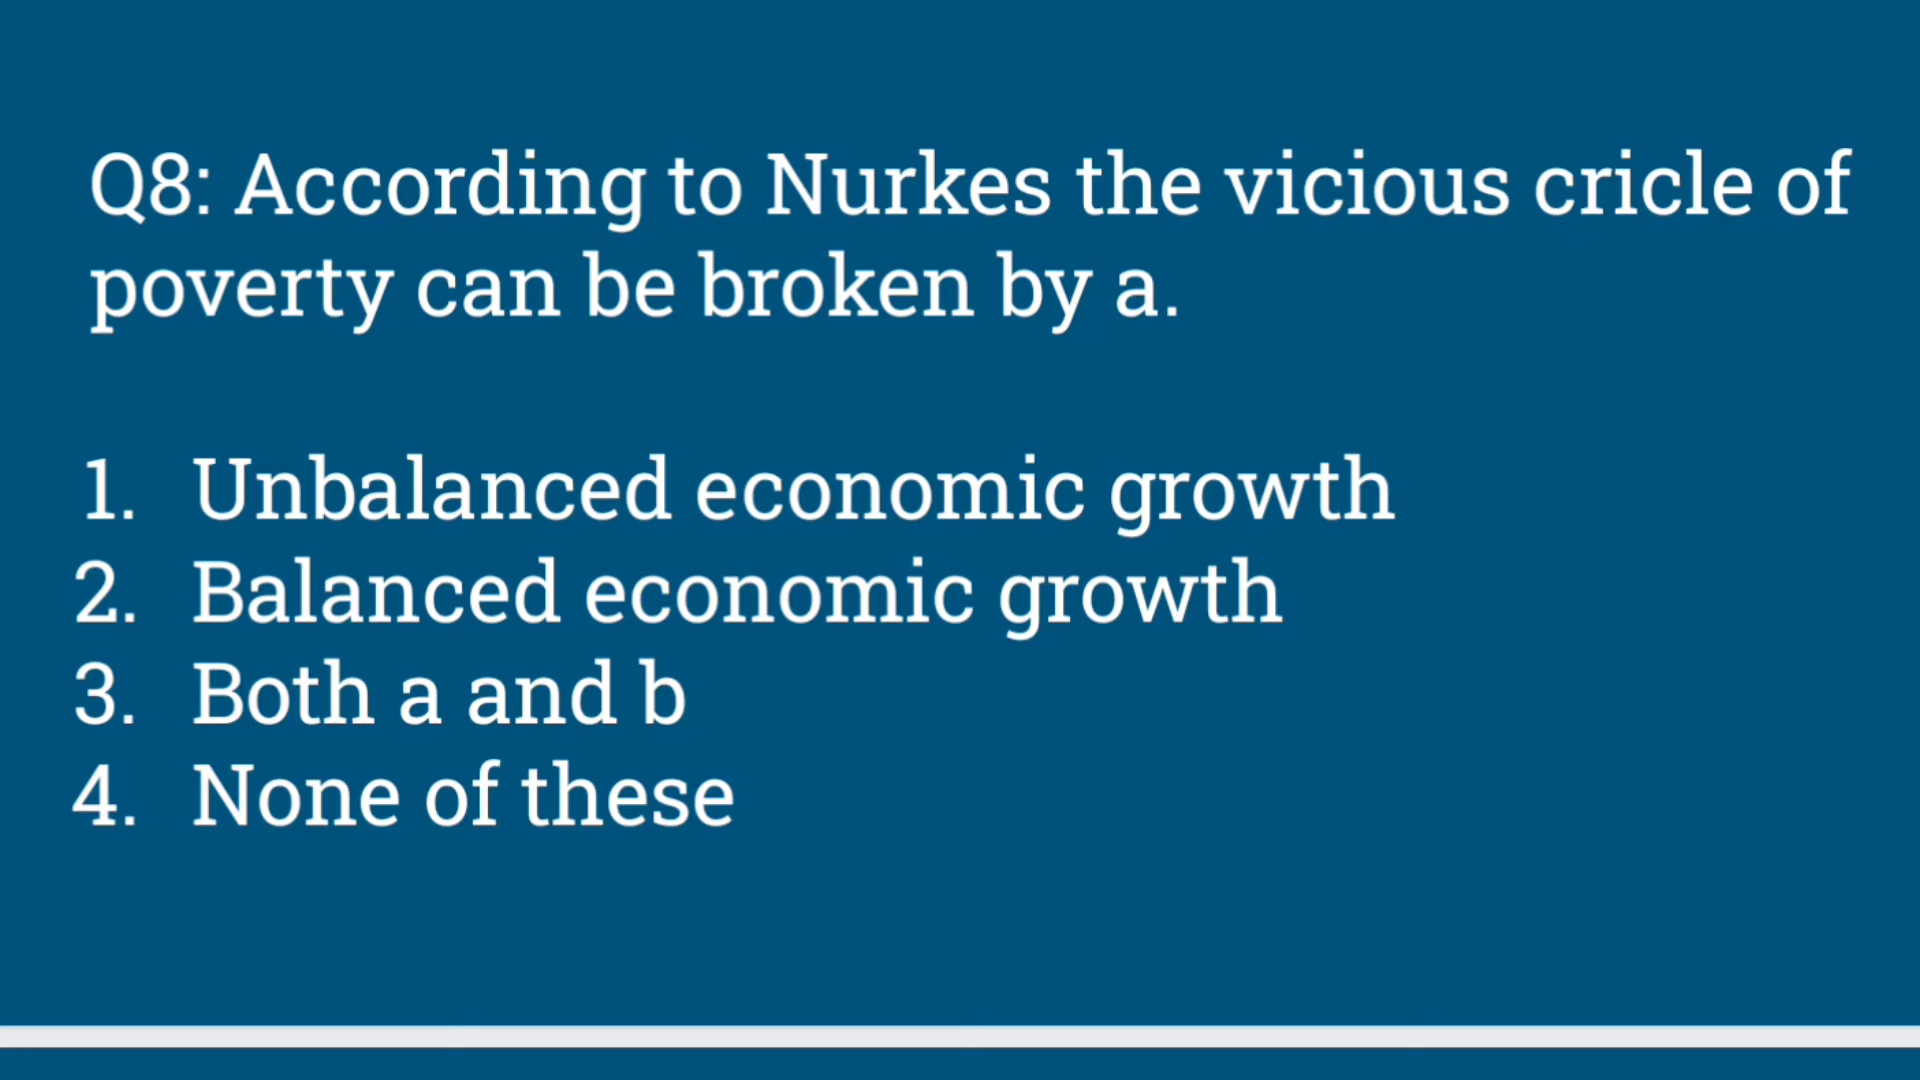 Q8: According to Nurkes the vicious cricle of
poverty can be broken by a.
1. Unbalanced economic growth
2. Balanced economic growth
3. Both a and b
4. None of these